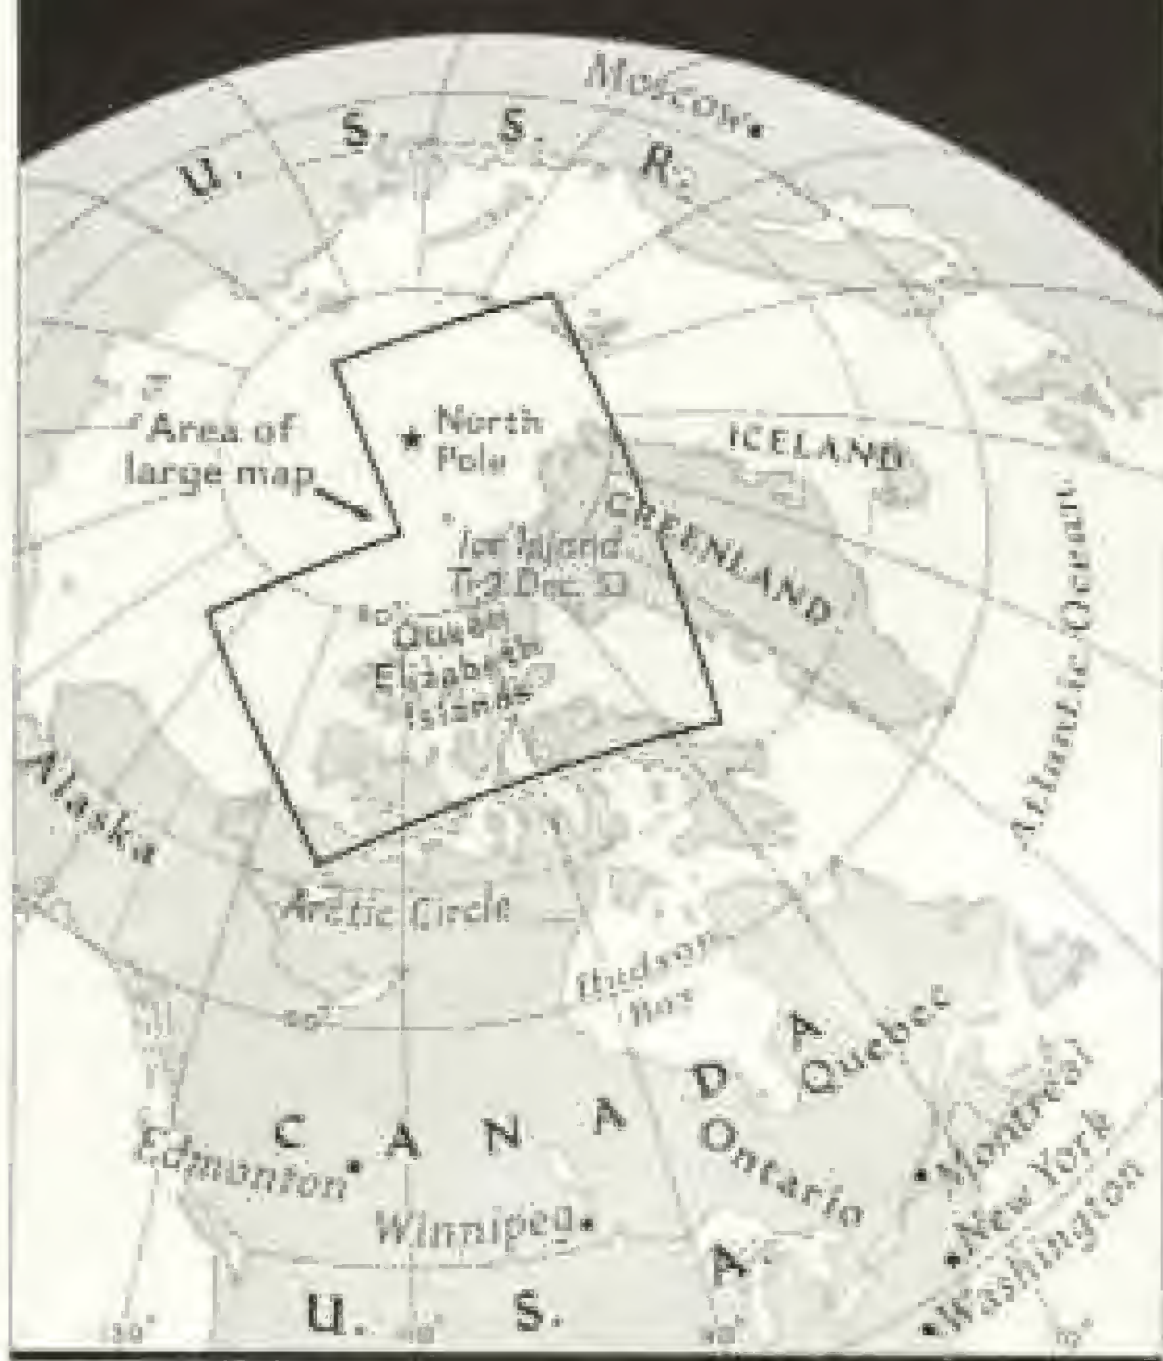 Moscow
U. S. S. R.
Area of
large map
North
Pole
ICELAND
GREENLAND
Ice Island
T-3 Dec. 53
Queen
Elizabeth
Islands
Atlantic Ocean
Alaska
Arctic Circle
Hudson
Bay
CANADA
Quebec
Ontario
Edmonton
Winnipeg
Montreal
New York
Washington
U. S. A.